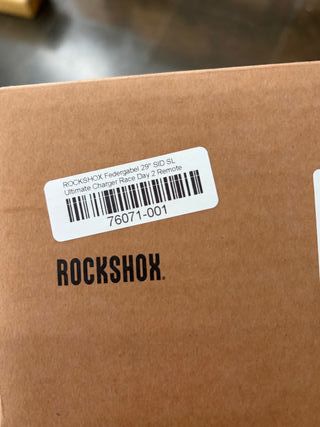 ROCKSHOX Federgabel 29" SID SL
Ultimate Charger Race Day 2 Remote
76071-001
ROCKSHOX.